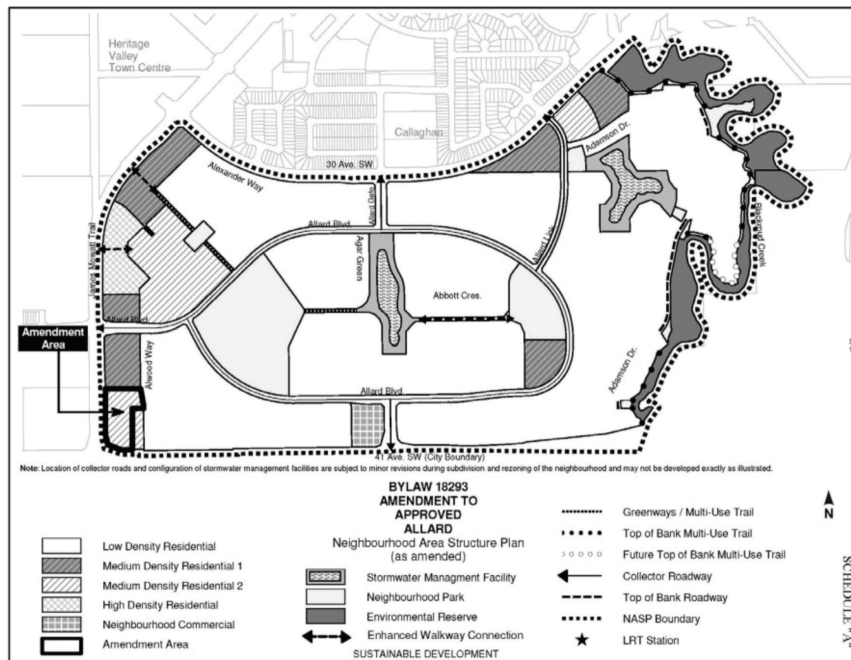 Heritage
Valley
Town Centre
Callaghan
30 Ave. SW
Adamson Dr.
Alexander Way
Allard Gate
Allard Blvd.
Allard Link
Agar Green
James Mowatt Trail
Blackmud Creek
Abbott Cres.
Allard Blvd.
Amendment
Area
Alwood Way
Allard Blvd.
Adamson Dr.
41 Ave. SW (City Boundary)
Note: Location of collector roads and configuration of stormwater management facilities are subject to minor revisions during subdivision and rezoning of the neighbourhood and may not be developed exactly as illustrated.
BYLAW 18293
AMENDMENT TO
APPROVED
ALLARD
Neighbourhood Area Structure Plan
(as amended)
Low Density Residential
Medium Density Residential 1
Medium Density Residential 2
High Density Residential
Neighbourhood Commercial
Amendment Area
Stormwater Managment Facility
Neighbourhood Park
Environmental Reserve
Enhanced Walkway Connection
SUSTAINABLE DEVELOPMENT
Greenways / Multi-Use Trail
Top of Bank Multi-Use Trail
Future Top of Bank Multi-Use Trail
Collector Roadway
Top of Bank Roadway
NASP Boundary
LRT Station
N
SCHEDULE "A"